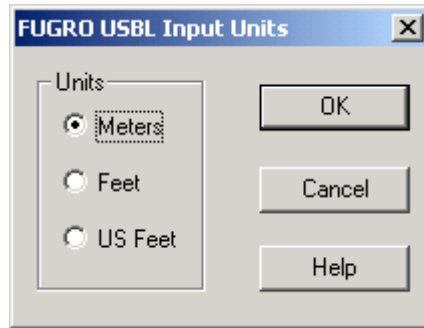 FUGRO USBL Input Units
Units
Meters
Feet
US Feet
OK
Cancel
Help